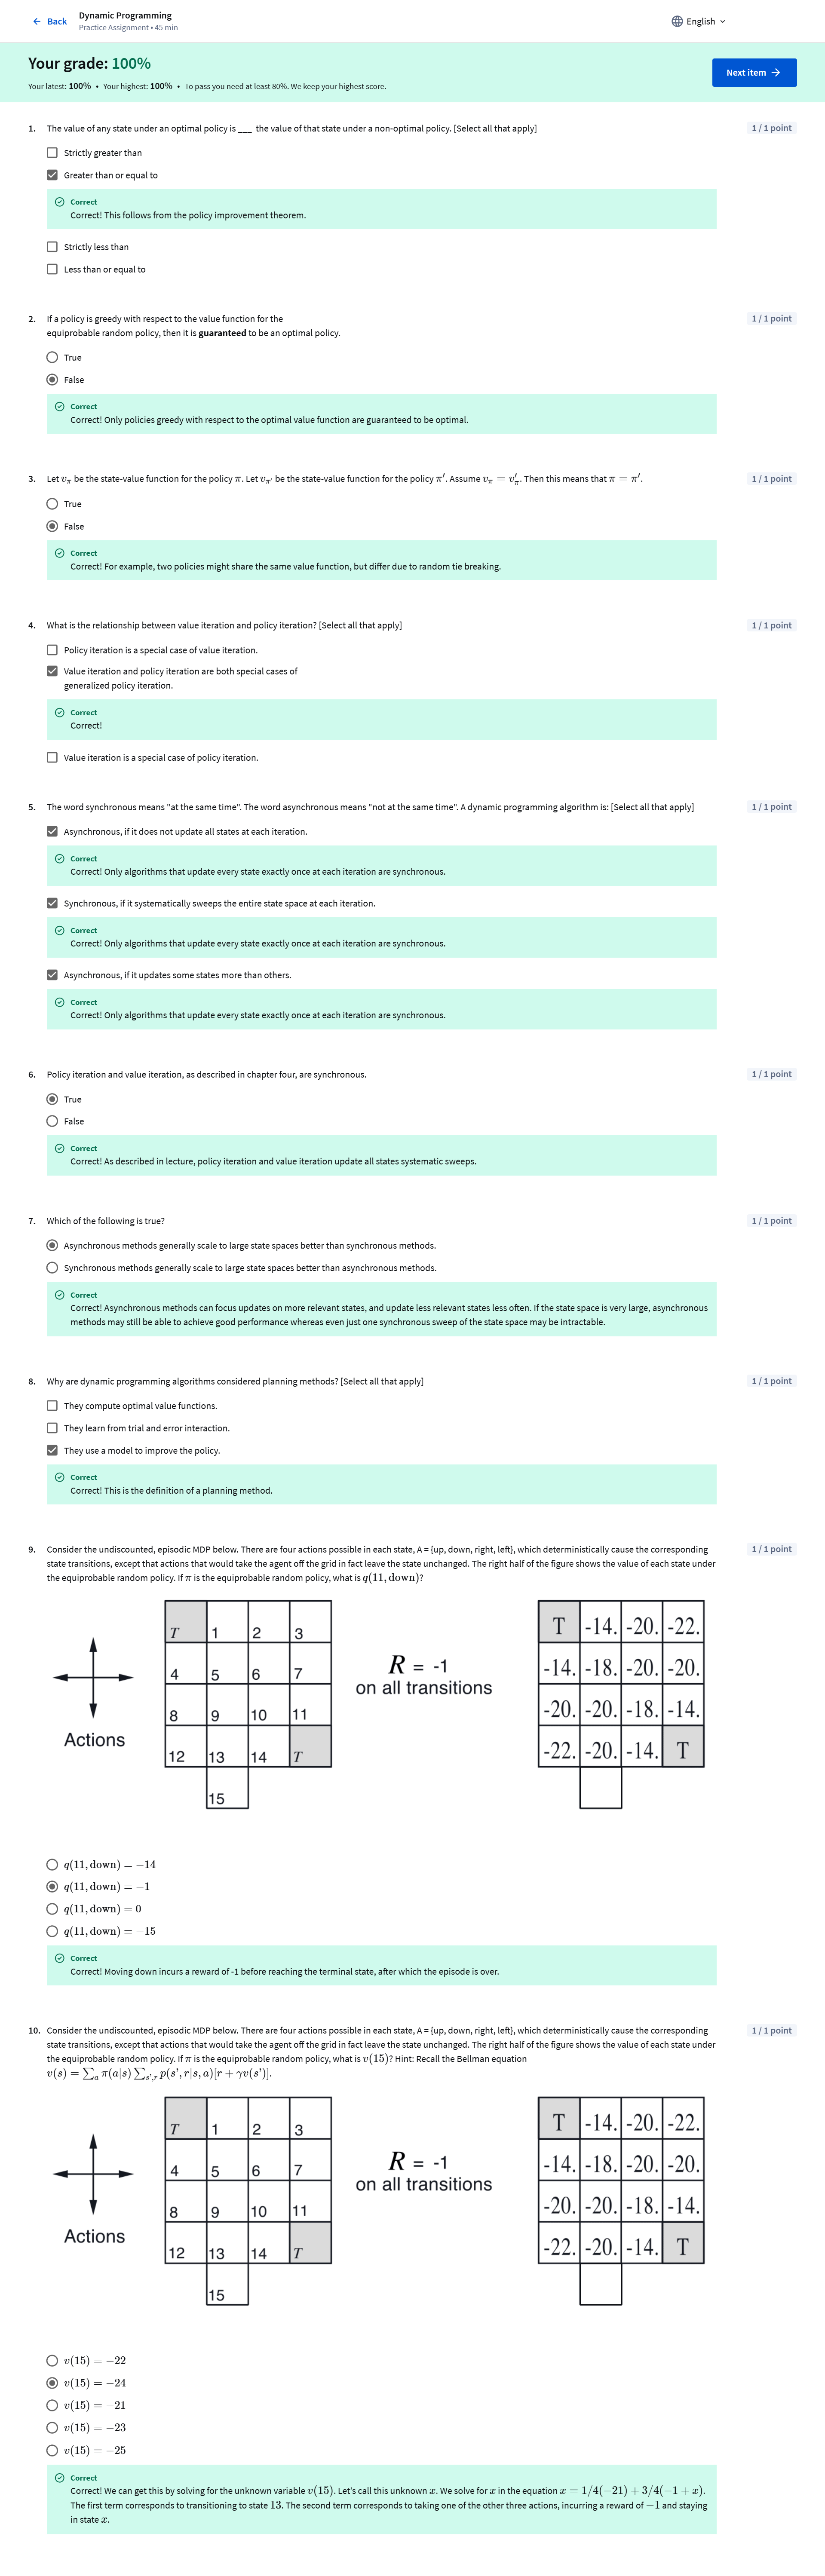 Back
Dynamic Programming
Practice Assignment • 45 min
English
Your grade: 100%
Your latest: 100% • Your highest: 100% • To pass you need at least 80%. We keep your highest score.
Next item
1. The value of any state under an optimal policy is ___ the value of that state under a non-optimal policy. [Select all that apply]
1 / 1 point
Strictly greater than
Greater than or equal to
Correct
Correct! This follows from the policy improvement theorem.
Strictly less than
Less than or equal to
2. If a policy is greedy with respect to the value function for the
equiprobable random policy, then it is guaranteed to be an optimal policy.
1 / 1 point
True
False
Correct
Correct! Only policies greedy with respect to the optimal value function are guaranteed to be optimal.
3. Let vπ be the state-value function for the policy π. Let vπ′ be the state-value function for the policy π′. Assume vπ = v′π. Then this means that π = π′.
1 / 1 point
True
False
Correct
Correct! For example, two policies might share the same value function, but differ due to random tie breaking.
4. What is the relationship between value iteration and policy iteration? [Select all that apply]
1 / 1 point
Policy iteration is a special case of value iteration.
Value iteration and policy iteration are both special cases of
generalized policy iteration.
Correct
Correct!
Value iteration is a special case of policy iteration.
5. The word synchronous means "at the same time". The word asynchronous means "not at the same time". A dynamic programming algorithm is: [Select all that apply]
1 / 1 point
Asynchronous, if it does not update all states at each iteration.
Correct
Correct! Only algorithms that update every state exactly once at each iteration are synchronous.
Synchronous, if it systematically sweeps the entire state space at each iteration.
Correct
Correct! Only algorithms that update every state exactly once at each iteration are synchronous.
Asynchronous, if it updates some states more than others.
Correct
Correct! Only algorithms that update every state exactly once at each iteration are synchronous.
6. Policy iteration and value iteration, as described in chapter four, are synchronous.
1 / 1 point
True
False
Correct
Correct! As described in lecture, policy iteration and value iteration update all states systematic sweeps.
7. Which of the following is true?
1 / 1 point
Asynchronous methods generally scale to large state spaces better than synchronous methods.
Synchronous methods generally scale to large state spaces better than asynchronous methods.
Correct
Correct! Asynchronous methods can focus updates on more relevant states, and update less relevant states less often. If the state space is very large, asynchronous
methods may still be able to achieve good performance whereas even just one synchronous sweep of the state space may be intractable.
8. Why are dynamic programming algorithms considered planning methods? [Select all that apply]
1 / 1 point
They compute optimal value functions.
They learn from trial and error interaction.
They use a model to improve the policy.
Correct
Correct! This is the definition of a planning method.
9. Consider the undiscounted, episodic MDP below. There are four actions possible in each state, A = {up, down, right, left}, which deterministically cause the corresponding
state transitions, except that actions that would take the agent off the grid in fact leave the state unchanged. The right half of the figure shows the value of each state under
the equiprobable random policy. If π is the equiprobable random policy, what is q(11, down)?
1 / 1 point
Actions
T 1 2 3
4 5 6 7
8 9 10 11
12 13 14 T
15
R = -1
on all transitions
T -14. -20. -22.
-14. -18. -20. -20.
-20. -20. -18. -14.
-22. -20. -14. T
q(11, down) = −14
q(11, down) = −1
q(11, down) = 0
q(11, down) = −15
Correct
Correct! Moving down incurs a reward of -1 before reaching the terminal state, after which the episode is over.
10. Consider the undiscounted, episodic MDP below. There are four actions possible in each state, A = {up, down, right, left}, which deterministically cause the corresponding
state transitions, except that actions that would take the agent off the grid in fact leave the state unchanged. The right half of the figure shows the value of each state under
the equiprobable random policy. If π is the equiprobable random policy, what is v(15)? Hint: Recall the Bellman equation
v(s) = ∑a π(a|s) ∑s',r p(s', r|s, a)[r + γv(s')].
1 / 1 point
Actions
T 1 2 3
4 5 6 7
8 9 10 11
12 13 14 T
15
R = -1
on all transitions
T -14. -20. -22.
-14. -18. -20. -20.
-20. -20. -18. -14.
-22. -20. -14. T
v(15) = −22
v(15) = −24
v(15) = −21
v(15) = −23
v(15) = −25
Correct
Correct! We can get this by solving for the unknown variable v(15). Let's call this unknown x. We solve for x in the equation x = 1/4(−21) + 3/4(−1 + x).
The first term corresponds to transitioning to state 13. The second term corresponds to taking one of the other three actions, incurring a reward of −1 and staying
in state x.